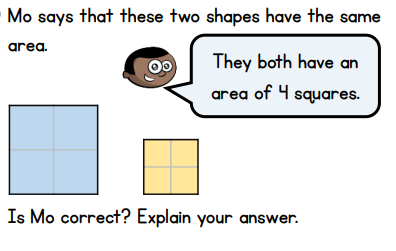 Mo says that these two shapes have the same
area.
They both have an
area of 4 squares.
Is Mo correct? Explain your answer.